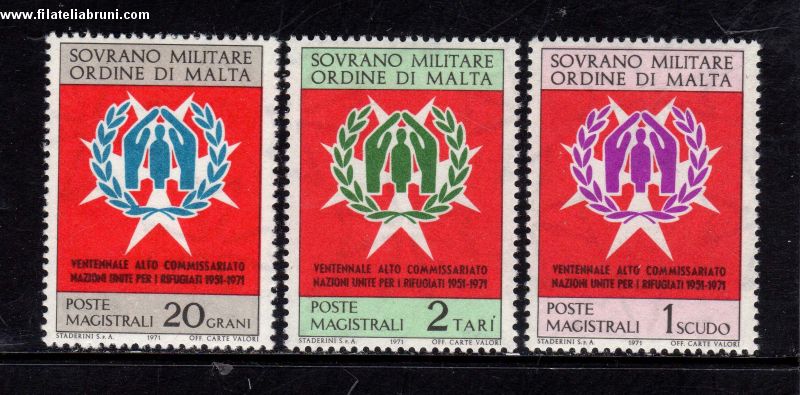 www.filateliabruni.com
SOVRANO MILITARE
ORDINE DI MALTA
VENTENNALE ALTO COMMISSARIATO
NAZIONI UNITE PER I RIFUGIATI 1951-1971
POSTE
MAGISTRALI 20 GRANI
STADERINI S.p.A. 1971 OFF. CARTE VALORI
SOVRANO MILITARE
ORDINE DI MALTA
VENTENNALE ALTO COMMISSARIATO
NAZIONI UNITE PER I RIFUGIATI 1951-1971
POSTE
MAGISTRALI 2 TARÌ
STADERINI S.p.A. 1971 OFF. CARTE VALORI
SOVRANO MILITARE
ORDINE DI MALTA
VENTENNALE ALTO COMMISSARIATO
NAZIONI UNITE PER I RIFUGIATI 1951-1971
POSTE
MAGISTRALI 1 SCUDO
STADERINI S.p.A. 1971 OFF. CARTE VALORI